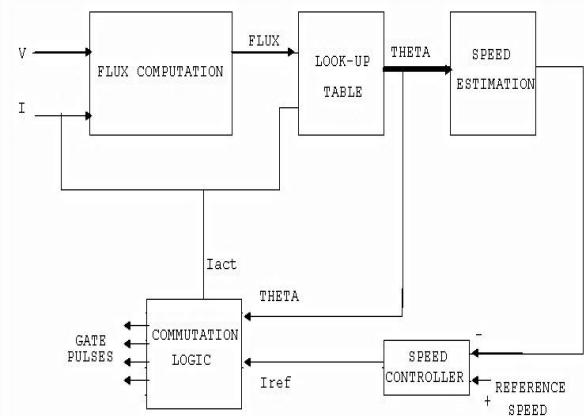 V
I
FLUX COMPUTATION
FLUX
LOOK-UP
TABLE
THETA
SPEED
ESTIMATION
Iact
THETA
GATE
PULSES
COMMUTATION
LOGIC
Iref
SPEED
CONTROLLER
-
+
REFERENCE
SPEED